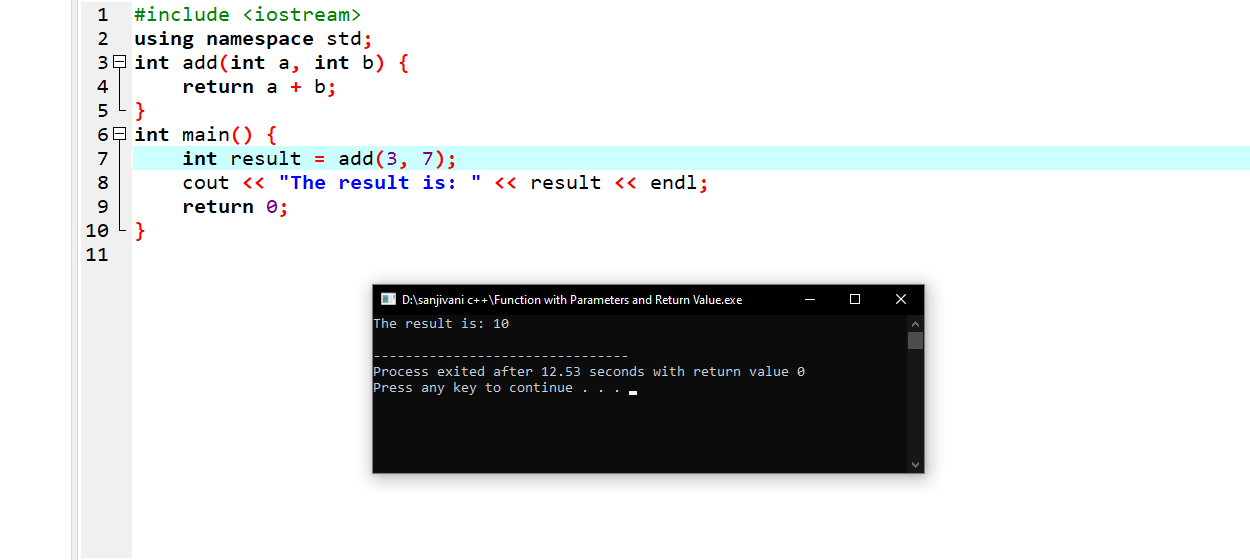 1 #include <iostream>
2 using namespace std;
3 int add(int a, int b) {
4     return a + b;
5 }
6 int main() {
7     int result = add(3, 7);
8     cout << "The result is: " << result << endl;
9     return 0;
10 }
11
D:\sanjivani c++\Function with Parameters and Return Value.exe
The result is: 10
--------------------------------
Process exited after 12.53 seconds with return value 0
Press any key to continue . . .